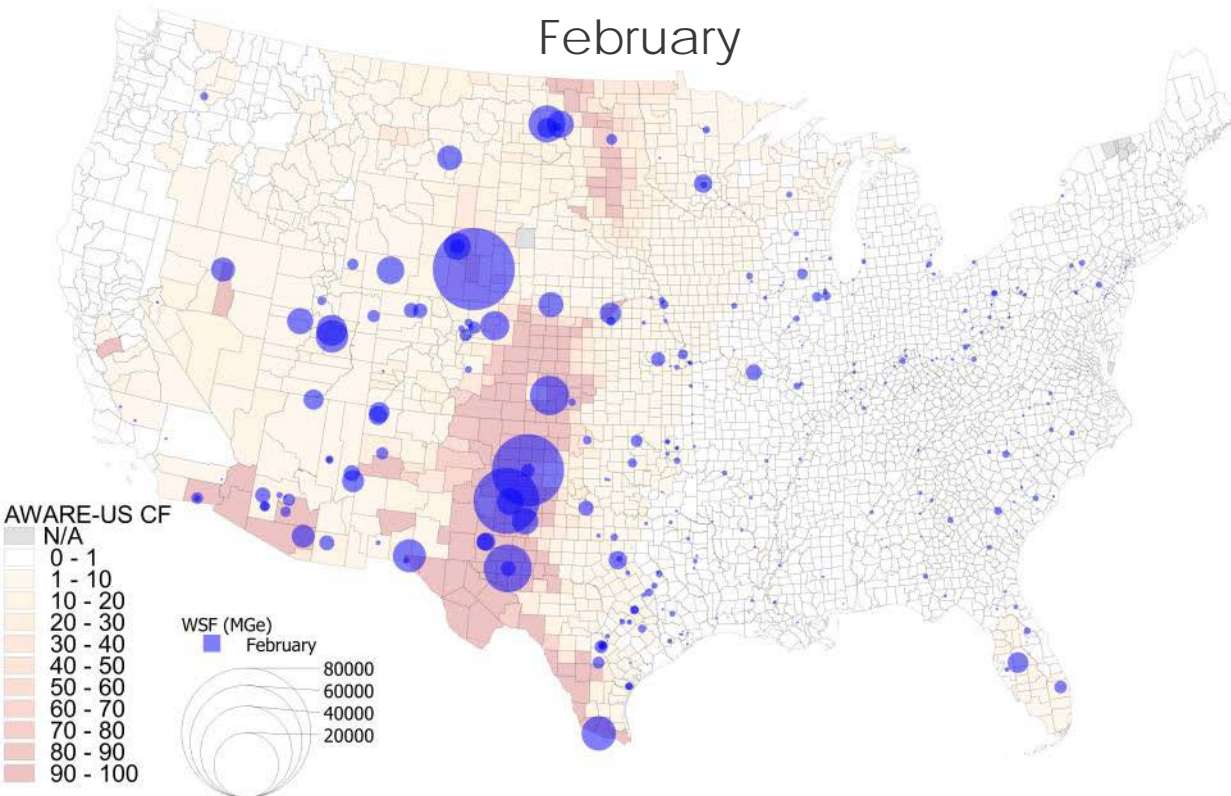 February
AWARE-US CF
N/A
0 - 1
1 - 10
10 - 20
20 - 30
30 - 40
40 - 50
50 - 60
60 - 70
70 - 80
80 - 90
90 - 100
WSF (MGe)
February
80000
60000
40000
20000